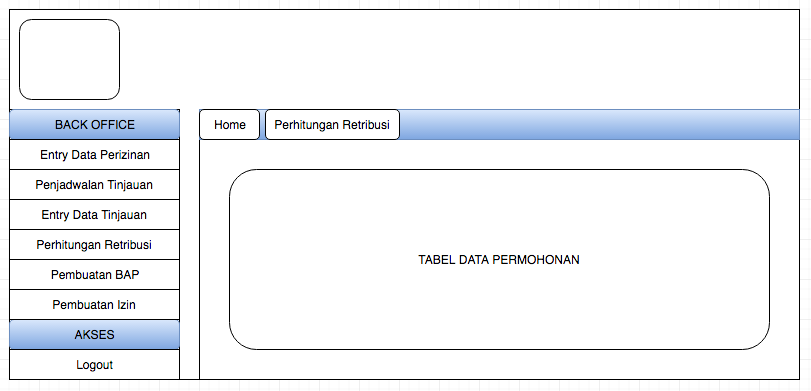 BACK OFFICE
Entry Data Perizinan
Penjadwalan Tinjauan
Entry Data Tinjauan
Perhitungan Retribusi
Pembuatan BAP
Pembuatan Izin
AKSES
Logout
Home
Perhitungan Retribusi
TABEL DATA PERMOHONAN